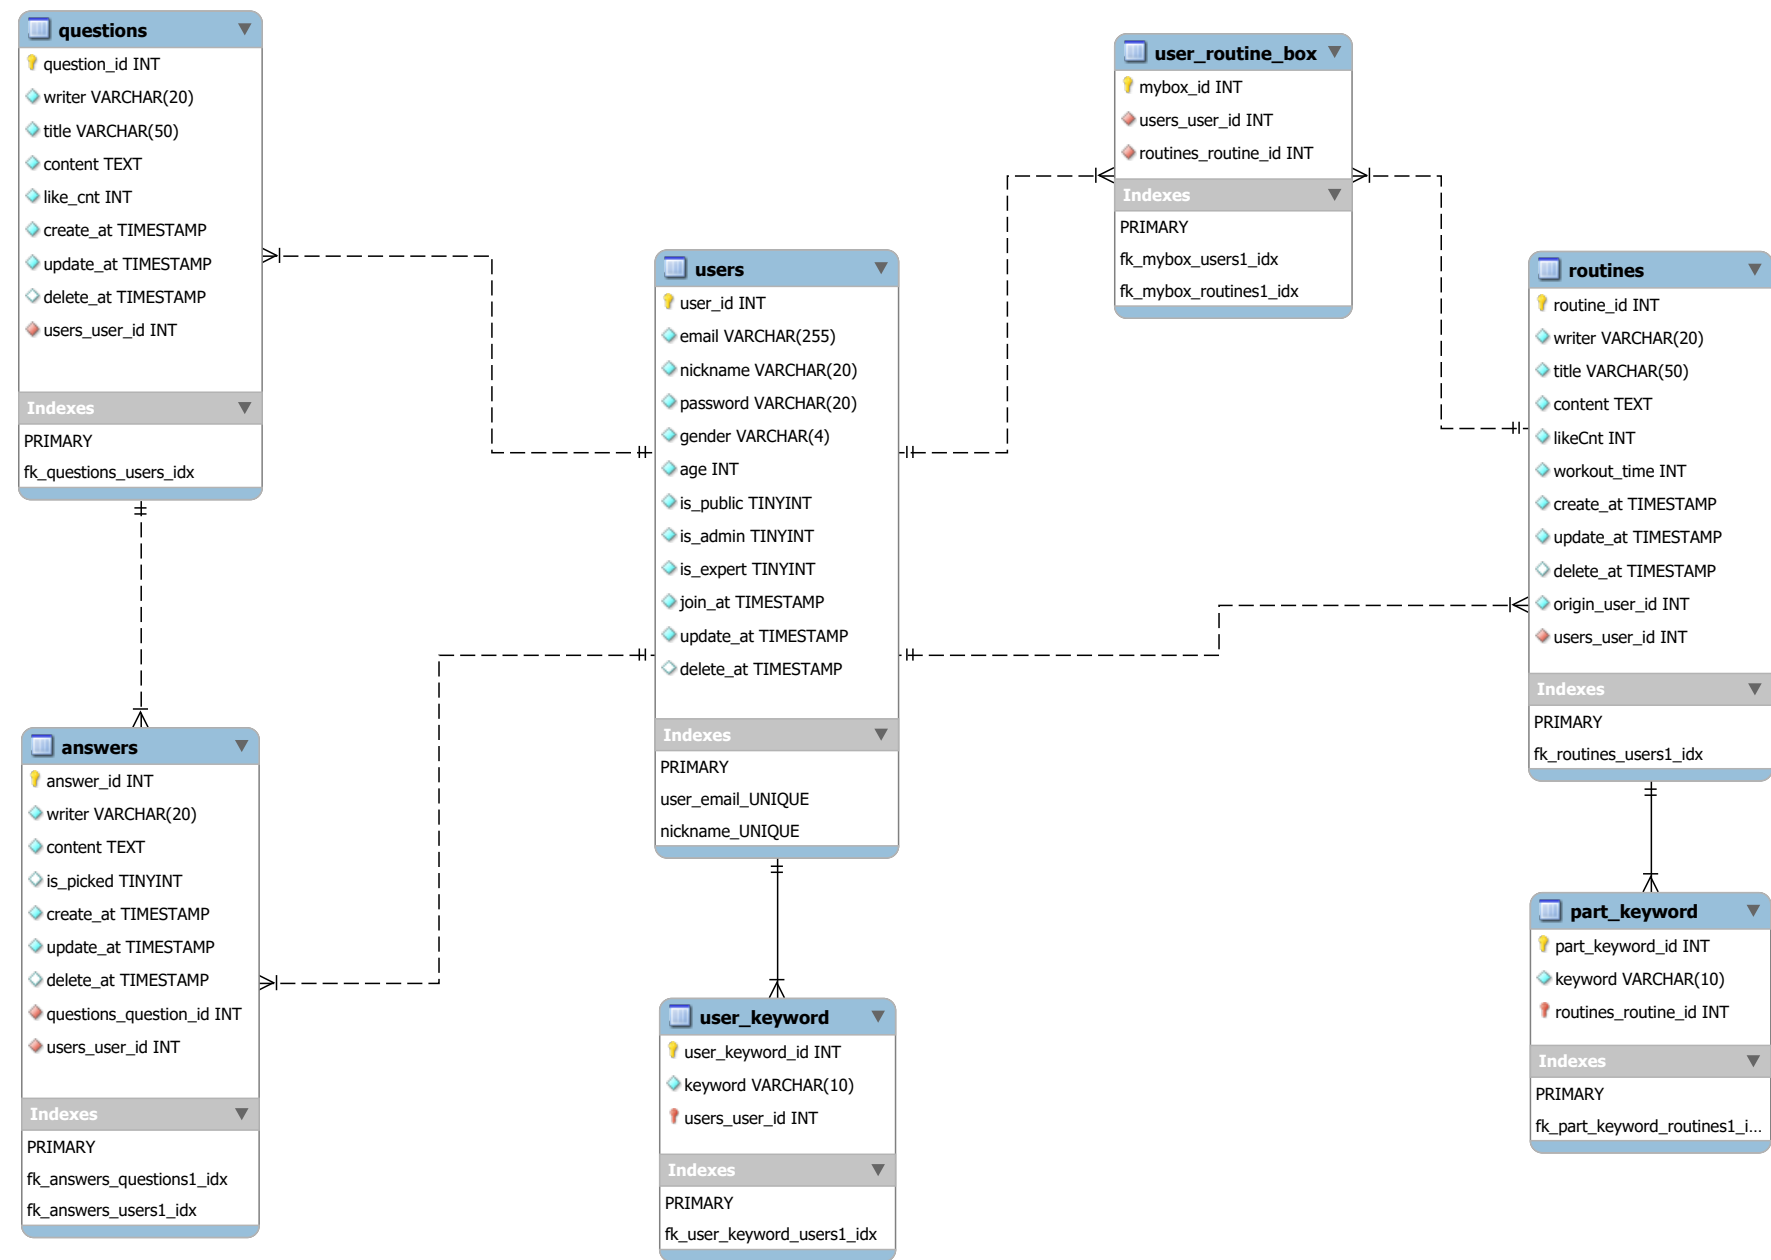 questions
question_id INT
writer VARCHAR(20)
title VARCHAR(50)
content TEXT
like_cnt INT
create_at TIMESTAMP
update_at TIMESTAMP
delete_at TIMESTAMP
users_user_id INT
Indexes
PRIMARY
fk_questions_users_idx
answers
answer_id INT
writer VARCHAR(20)
content TEXT
is_picked TINYINT
create_at TIMESTAMP
update_at TIMESTAMP
delete_at TIMESTAMP
questions_question_id INT
users_user_id INT
Indexes
PRIMARY
fk_answers_questions1_idx
fk_answers_users1_idx
users
user_id INT
email VARCHAR(255)
nickname VARCHAR(20)
password VARCHAR(20)
gender VARCHAR(4)
age INT
is_public TINYINT
is_admin TINYINT
is_expert TINYINT
join_at TIMESTAMP
update_at TIMESTAMP
delete_at TIMESTAMP
Indexes
PRIMARY
user_email_UNIQUE
nickname_UNIQUE
user_keyword
user_keyword_id INT
keyword VARCHAR(10)
users_user_id INT
Indexes
PRIMARY
fk_user_keyword_users1_idx
user_routine_box
mybox_id INT
users_user_id INT
routines_routine_id INT
Indexes
PRIMARY
fk_mybox_users1_idx
fk_mybox_routines1_idx
routines
routine_id INT
writer VARCHAR(20)
title VARCHAR(50)
content TEXT
likeCnt INT
workout_time INT
create_at TIMESTAMP
update_at TIMESTAMP
delete_at TIMESTAMP
origin_user_id INT
users_user_id INT
Indexes
PRIMARY
fk_routines_users1_idx
part_keyword
part_keyword_id INT
keyword VARCHAR(10)
routines_routine_id INT
Indexes
PRIMARY
fk_part_keyword_routines1_i...